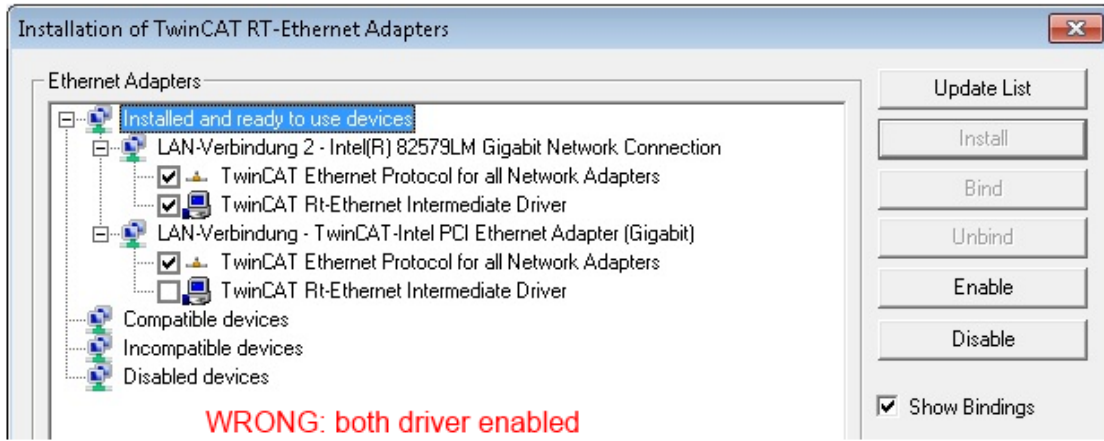 Installation of TwinCAT RT-Ethernet Adapters
Ethernet Adapters
Installed and ready to use devices
LAN-Verbindung 2 - Intel(R) 82579LM Gigabit Network Connection
TwinCAT Ethernet Protocol for all Network Adapters
TwinCAT Rt-Ethernet Intermediate Driver
LAN-Verbindung - TwinCAT-Intel PCI Ethernet Adapter (Gigabit)
TwinCAT Ethernet Protocol for all Network Adapters
TwinCAT Rt-Ethernet Intermediate Driver
Compatible devices
Incompatible devices
Disabled devices
WRONG: both driver enabled
Update List
Install
Bind
Unbind
Enable
Disable
Show Bindings